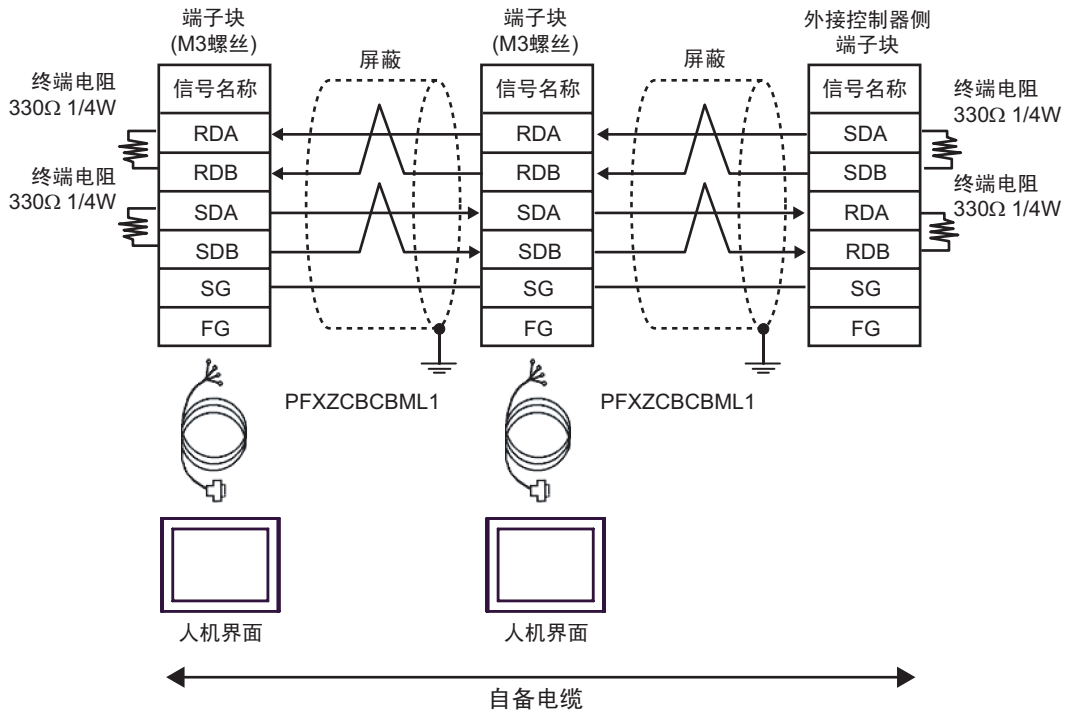 端子块
(M3螺丝)
端子块
(M3螺丝)
外接控制器侧
端子块
屏蔽
屏蔽
终端电阻
330Ω 1/4W
终端电阻
330Ω 1/4W
信号名称
RDA
RDB
SDA
SDB
SG
FG
信号名称
RDA
RDB
SDA
SDB
SG
FG
信号名称
SDA
SDB
RDA
RDB
SG
FG
终端电阻
330Ω 1/4W
终端电阻
330Ω 1/4W
PFXZCBCBML1
PFXZCBCBML1
人机界面
人机界面
自备电缆